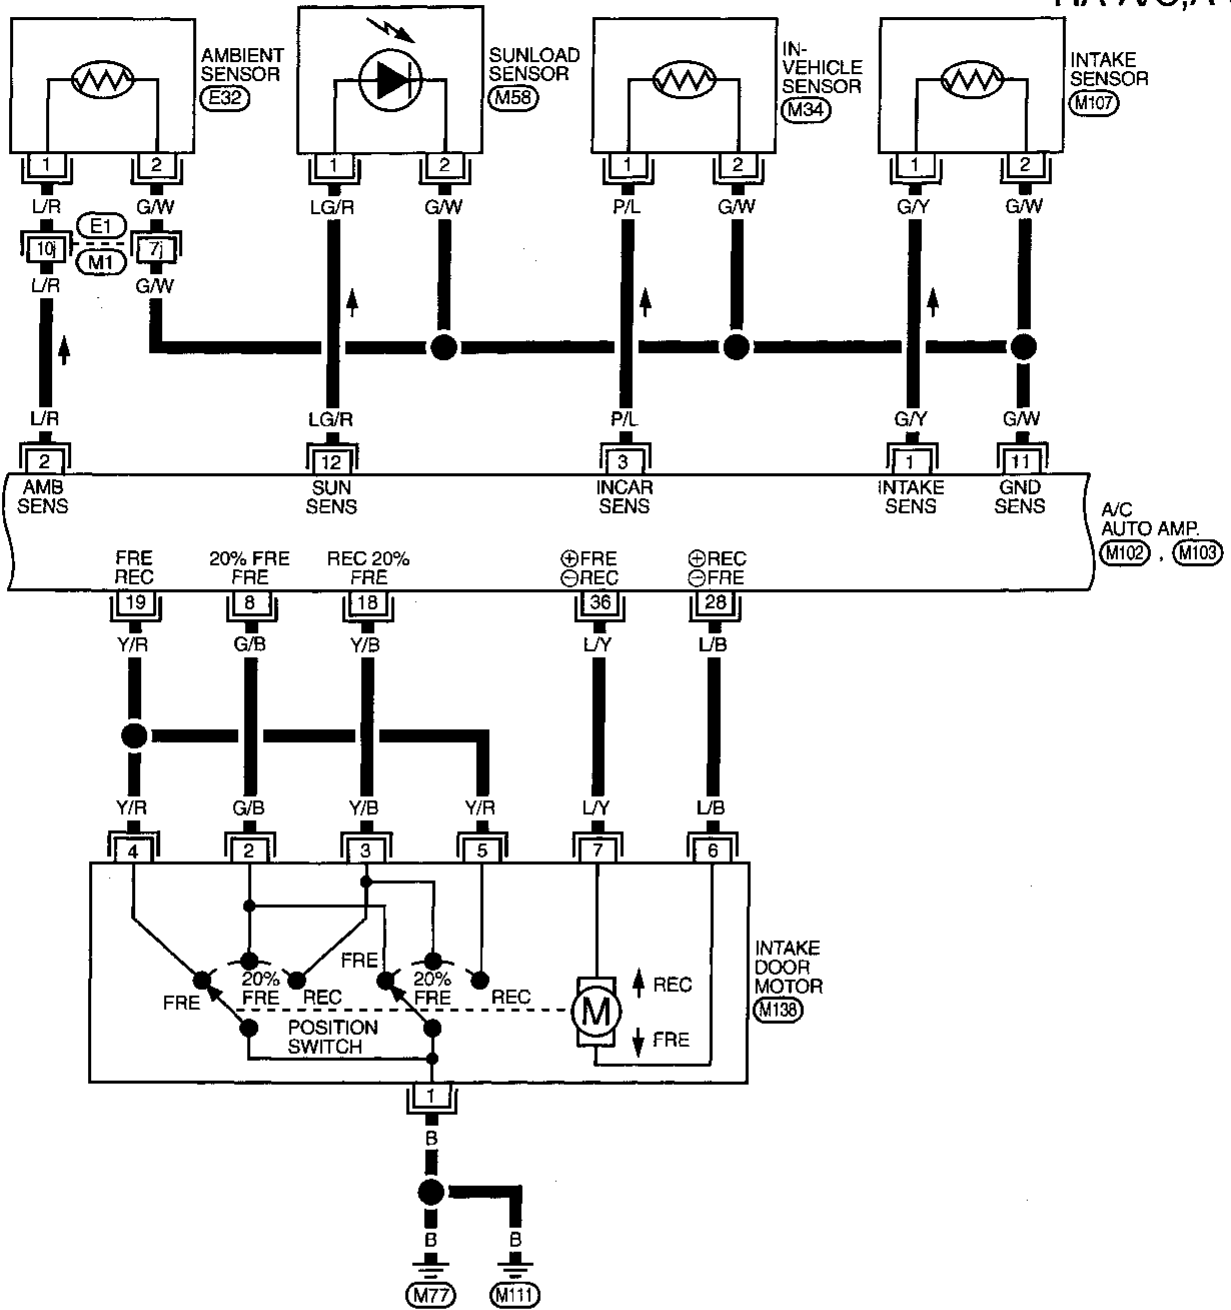 AMBIENT
SENSOR
E32
SUNLOAD
SENSOR
M58
IN-
VEHICLE
SENSOR
M34
INTAKE
SENSOR
M107
1 2 1 2 1 2 1 2
L/R G/W LG/R G/W P/L G/W G/Y G/W
E1
10j 7j
M1
L/R G/W
L/R LG/R P/L G/Y G/W
2 12 3 1 11
AMB
SENS
SUN
SENS
INCAR
SENS
INTAKE
SENS
GND
SENS
A/C
AUTO AMP.
M102 , M103
FRE
REC
20% FRE
FRE
REC 20%
FRE
⊕FRE
⊖REC
⊕REC
⊖FRE
19 8 18 36 28
Y/R G/B Y/B L/Y L/B
Y/R G/B Y/B Y/R L/Y L/B
4 2 3 5 7 6
FRE
20%
FRE
REC
FRE
20%
FRE
REC
POSITION
SWITCH
M
REC
FRE
INTAKE
DOOR
MOTOR
M138
1
B
B B
M77 M111